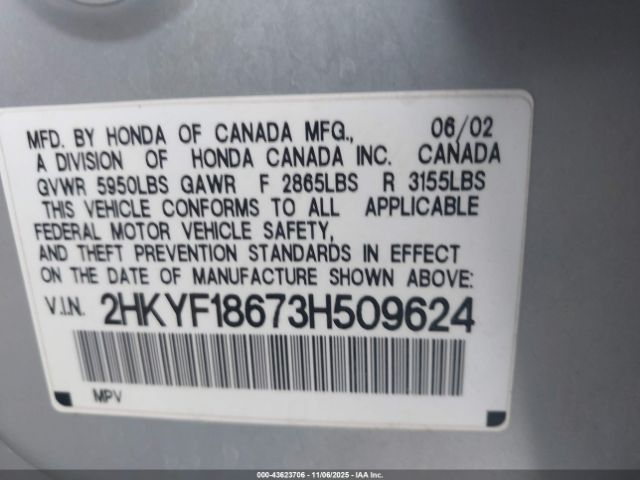 MFD. BY HONDA OF CANADA MFG., 06/02
A DIVISION OF HONDA CANADA INC. CANADA
GVWR 5950LBS GAWR F 2865LBS R 3155LBS
THIS VEHICLE CONFORMS TO ALL APPLICABLE
FEDERAL MOTOR VEHICLE SAFETY,
AND THEFT PREVENTION STANDARDS IN EFFECT
ON THE DATE OF MANUFACTURE SHOWN ABOVE.
V.I.N. 2HKYF18673H509624
MPV
000-43623706 - 11/06/2025 - IAAI.com